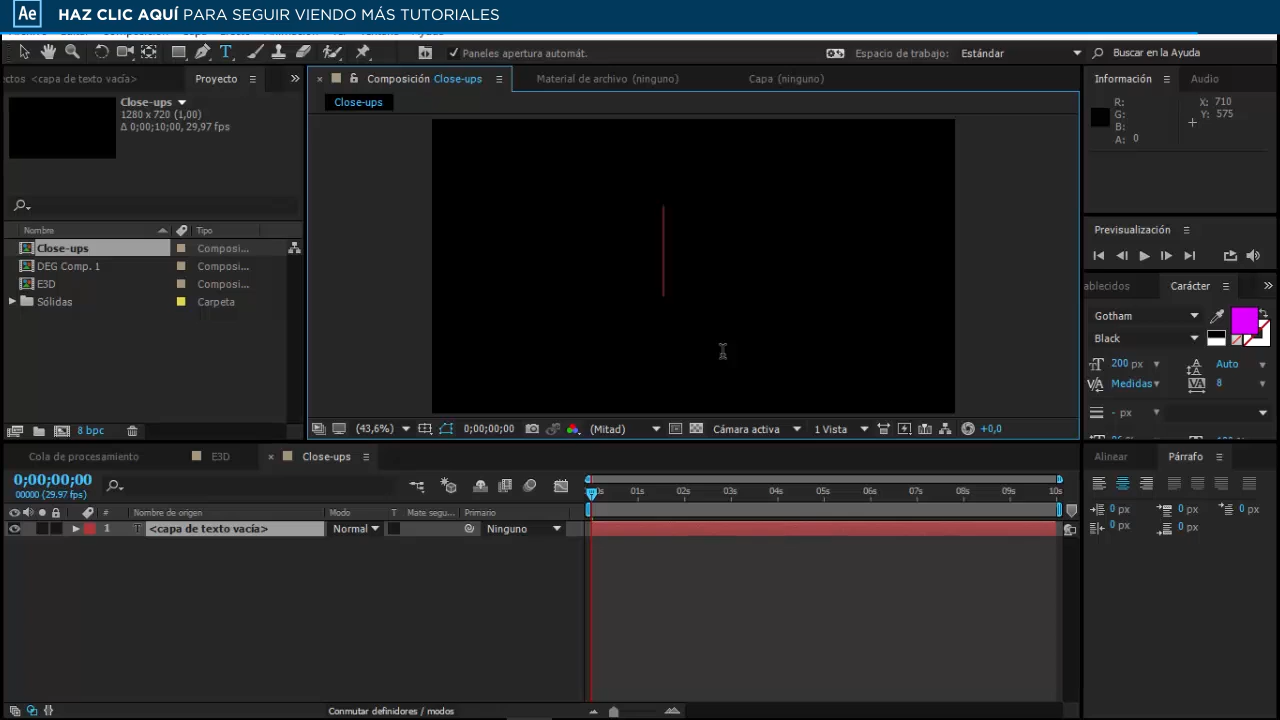 Ae HAZ CLIC AQUÍ PARA SEGUIR VIENDO MÁS TUTORIALES
T Paneles apertura automát. Espacio de trabajo: Estándar Buscar en la Ayuda
ectos <capa de texto vacía> Proyecto
Composición Close-ups Material de archivo (ninguno) Capa (ninguno)
Información Audio
Close-ups
1280 x 720 (1,00)
Δ 0;00;10;00, 29,97 fps
Close-ups
R: X: 710
G: Y: 575
B:
A: 0
Nombre Tipo
Close-ups Composi...
DEG Comp. 1 Composi...
E3D Composi...
Sólidas Carpeta
Previsualización
ablecidos Carácter
Gotham
Black
200 px Auto
Medidas 8
- px
8 bpc
(43,6%) 0;00;00;00 (Mitad) Cámara activa 1 Vista +0,0
Cola de procesamiento E3D Close-ups
Alinear Párrafo
0;00;00;00
00000 (29.97 fps)
01s 02s 03s 04s 05s 06s 07s 08s 09s 10s
# Nombre de origen Modo T Mate segu... Primario
1 T <capa de texto vacía> Normal Ninguno
0 px 0 px 0 px
0 px 0 px
Conmutar definidores / modos